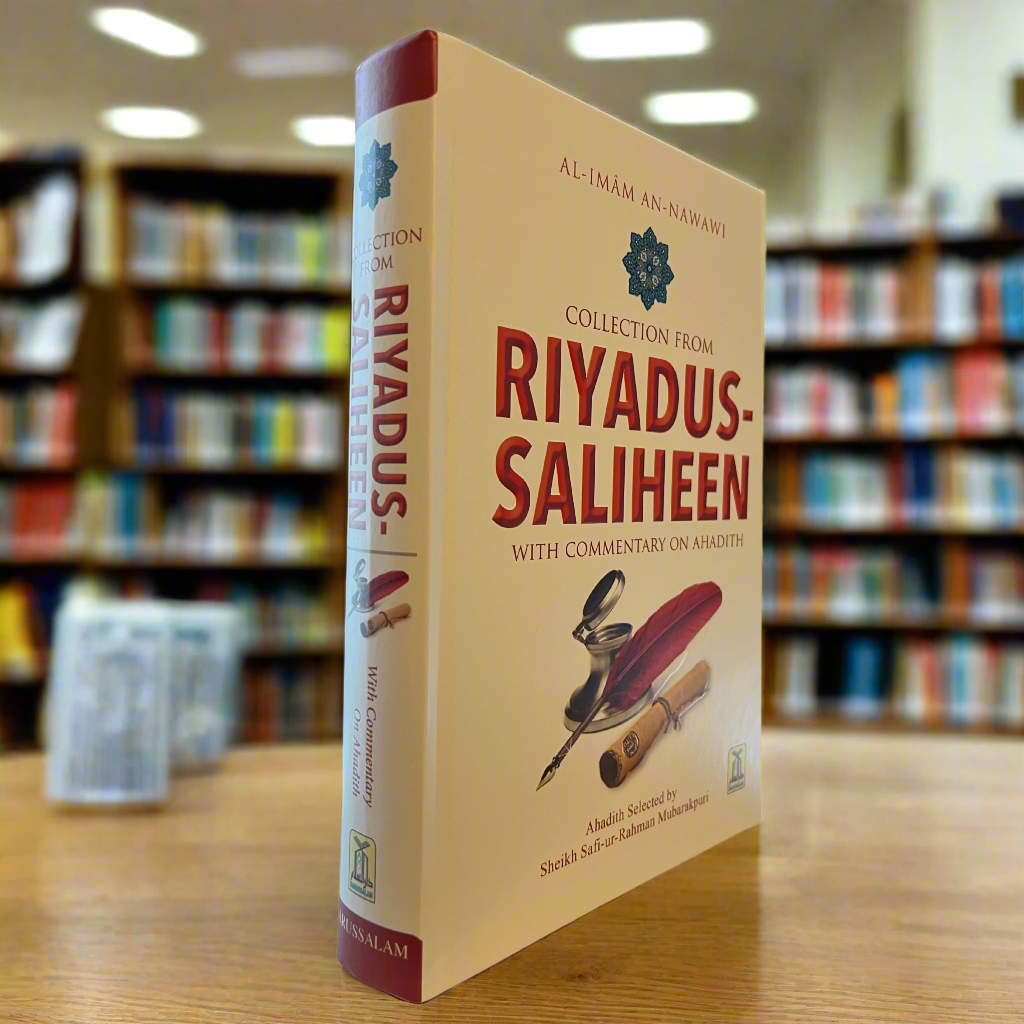 AL-IMÂM AN-NAWAWI
COLLECTION FROM
RIYADUS-
SALIHEEN
WITH COMMENTARY ON AHADITH
Ahadith Selected by
Sheikh Safi-ur-Rahman Mubarakpuri
COLLECTION
FROM
RIYADUS-
SALIHEEN
With Commentary
On Ahadith